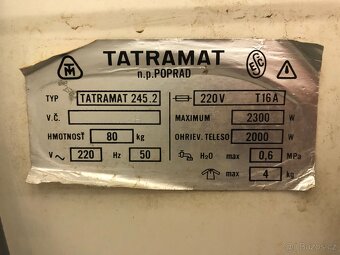 TATRAMAT
n.p. POPRAD
TYP TATRAMAT 245.2
V.Č.
HMOTNOSŤ 80 kg
V ~ 220 Hz 50
220 V T16A
MAXIMUM 2300 W
OHRIEV. TELESO 2000 W
H₂O max 0,6 MPa
max 4 kg